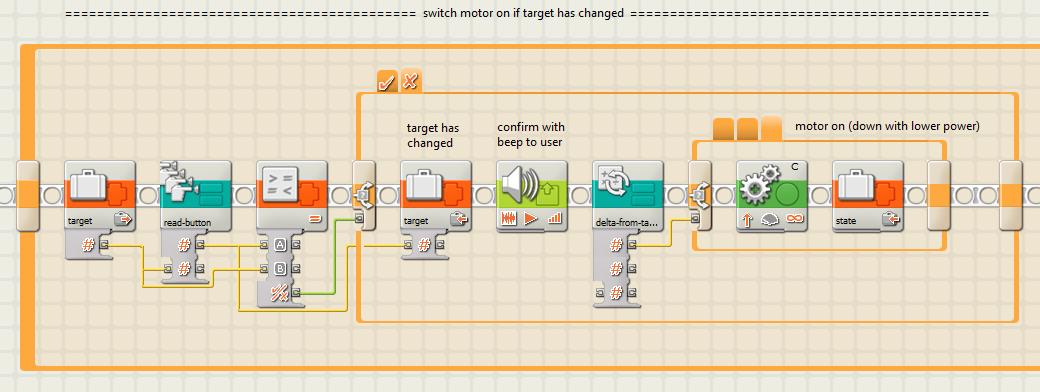 ============================================ switch motor on if target has changed ============================================
target has
changed
confirm with
beep to user
motor on (down with lower power)
C
target
read-button
target
delta-from-ta...
state
# # A # # #
# B #
#